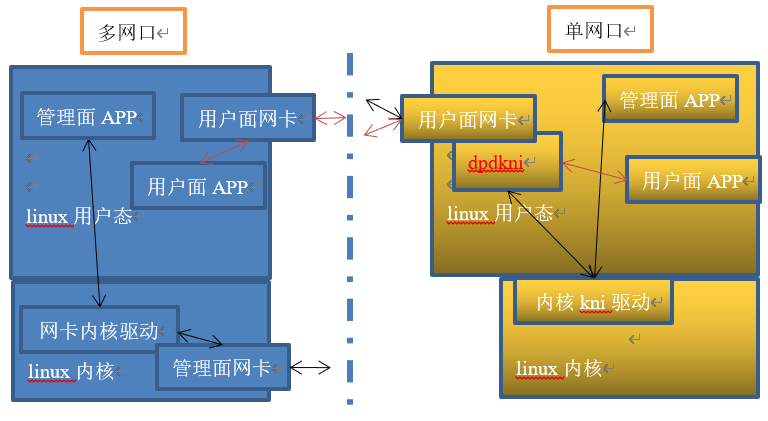 多网口
管理面 APP
用户面网卡
用户面 APP
linux 用户态
网卡内核驱动
linux 内核
管理面网卡
单网口
管理面 APP
用户面网卡
dpdkni
用户面 APP
linux 用户态
内核 kni 驱动
linux 内核